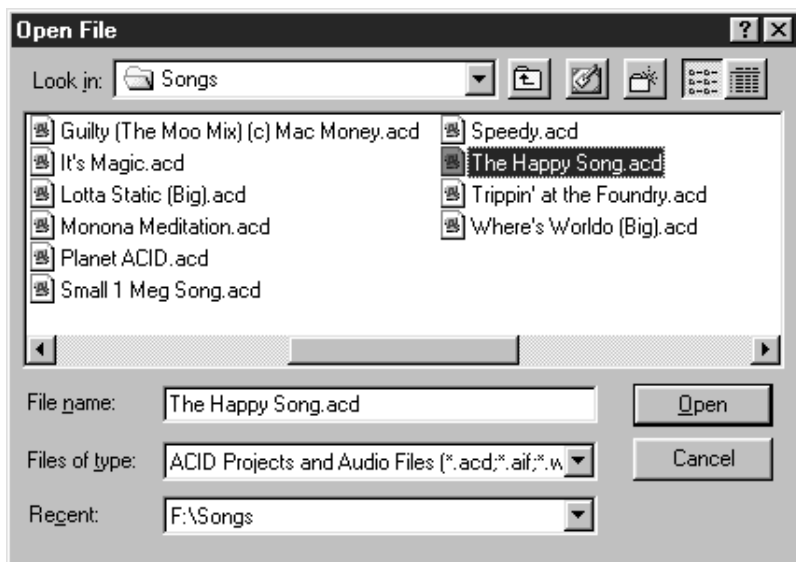 Open File
Look in: Songs
Guilty (The Moo Mix) (c) Mac Money.acd
It's Magic.acd
Lotta Static (Big).acd
Monona Meditation.acd
Planet ACID.acd
Small 1 Meg Song.acd
Speedy.acd
The Happy Song.acd
Trippin' at the Foundry.acd
Where's Worldo (Big).acd
File name: The Happy Song.acd Open
Files of type: ACID Projects and Audio Files (*.acd;*.aif;*.w Cancel
Recent: F:\Songs